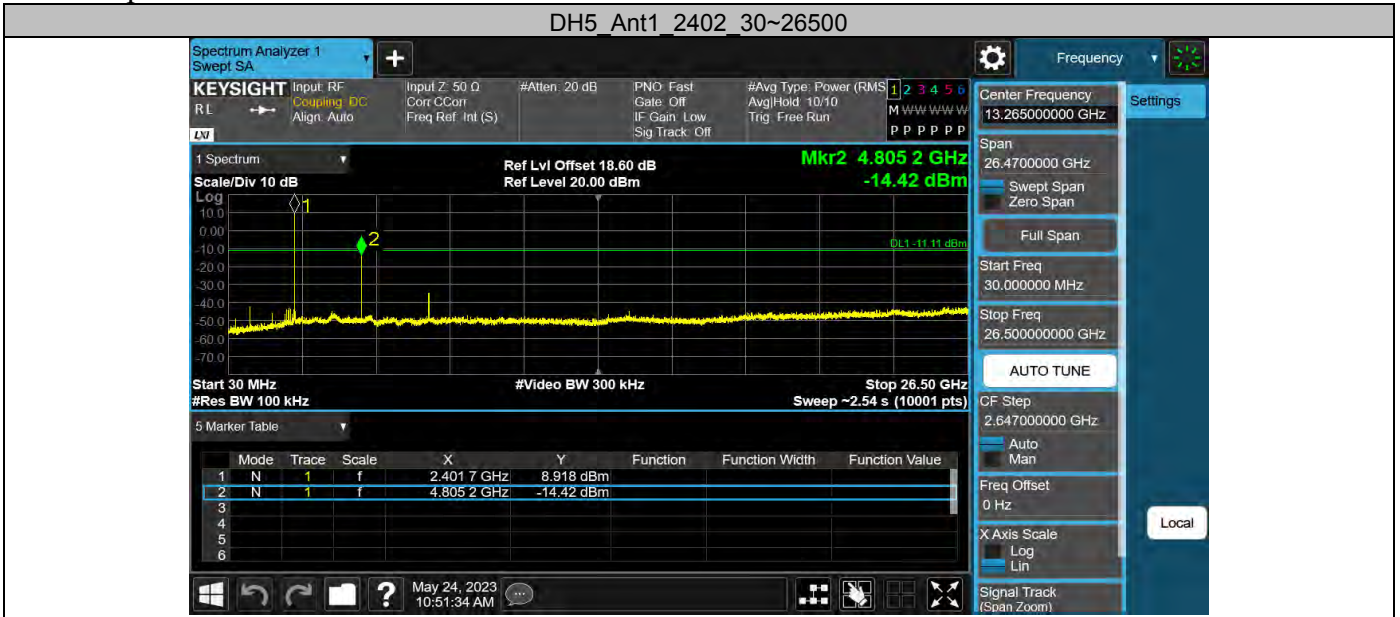 DH5_Ant1_2402_30~26500
Spectrum Analyzer 1
Swept SA
+
Frequency
KEYSIGHT
RL
LXI
Input: RF
Coupling: DC
Align: Auto
Input Z: 50 Ω
Corr CCorr
Freq Ref: Int (S)
#Atten: 20 dB
PNO: Fast
Gate: Off
IF Gain: Low
Sig Track: Off
#Avg Type: Power (RMS
Avg|Hold: 10/10
Trig: Free Run
1 2 3 4 5 6
M W W W W W
P P P P P P
1 Spectrum
Scale/Div 10 dB
Ref Lvl Offset 18.60 dB
Ref Level 20.00 dBm
Mkr2 4.805 2 GHz
-14.42 dBm
Log
10.0
0.00
-10.0
-20.0
-30.0
-40.0
-50.0
-60.0
-70.0
1
2
DL1 -11.11 dBm
Start 30 MHz
#Res BW 100 kHz
#Video BW 300 kHz
Stop 26.50 GHz
Sweep ~2.54 s (10001 pts)
5 Marker Table
Mode Trace Scale X Y Function Function Width Function Value
1 N 1 f 2.401 7 GHz 8.918 dBm
2 N 1 f 4.805 2 GHz -14.42 dBm
3
4
5
6
Center Frequency
13.265000000 GHz
Settings
Span
26.4700000 GHz
Swept Span
Zero Span
Full Span
Start Freq
30.000000 MHz
Stop Freq
26.500000000 GHz
AUTO TUNE
CF Step
2.647000000 GHz
Auto
Man
Freq Offset
0 Hz
X Axis Scale
Log
Lin
Signal Track
(Span Zoom)
Local
?
May 24, 2023
10:51:34 AM